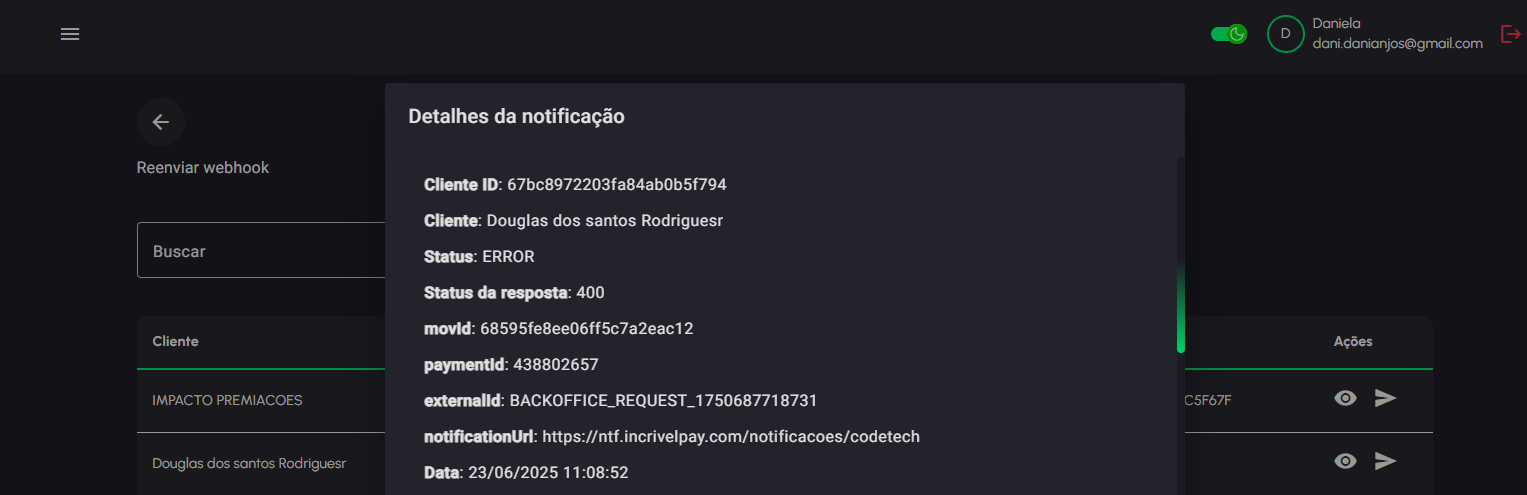 Daniela
D
dani.danianjos@gmail.com
Detalhes da notificação
Reenviar webhook
Cliente ID: 67bc8972203fa84ab0b5f794
Cliente: Douglas dos santos Rodriguesr
Buscar
Status: ERROR
Status da resposta: 400
movId: 68595fe8ee06ff5c7a2eac12
Cliente
Ações
paymentId: 438802657
IMPACTO PREMIACOES
externalId: BACKOFFICE_REQUEST_1750687718731
C5F67F
notificationUrl: https://ntf.incrivelpay.com/notificacoes/codetech
Douglas dos santos Rodriguesr
Data: 23/06/2025 11:08:52